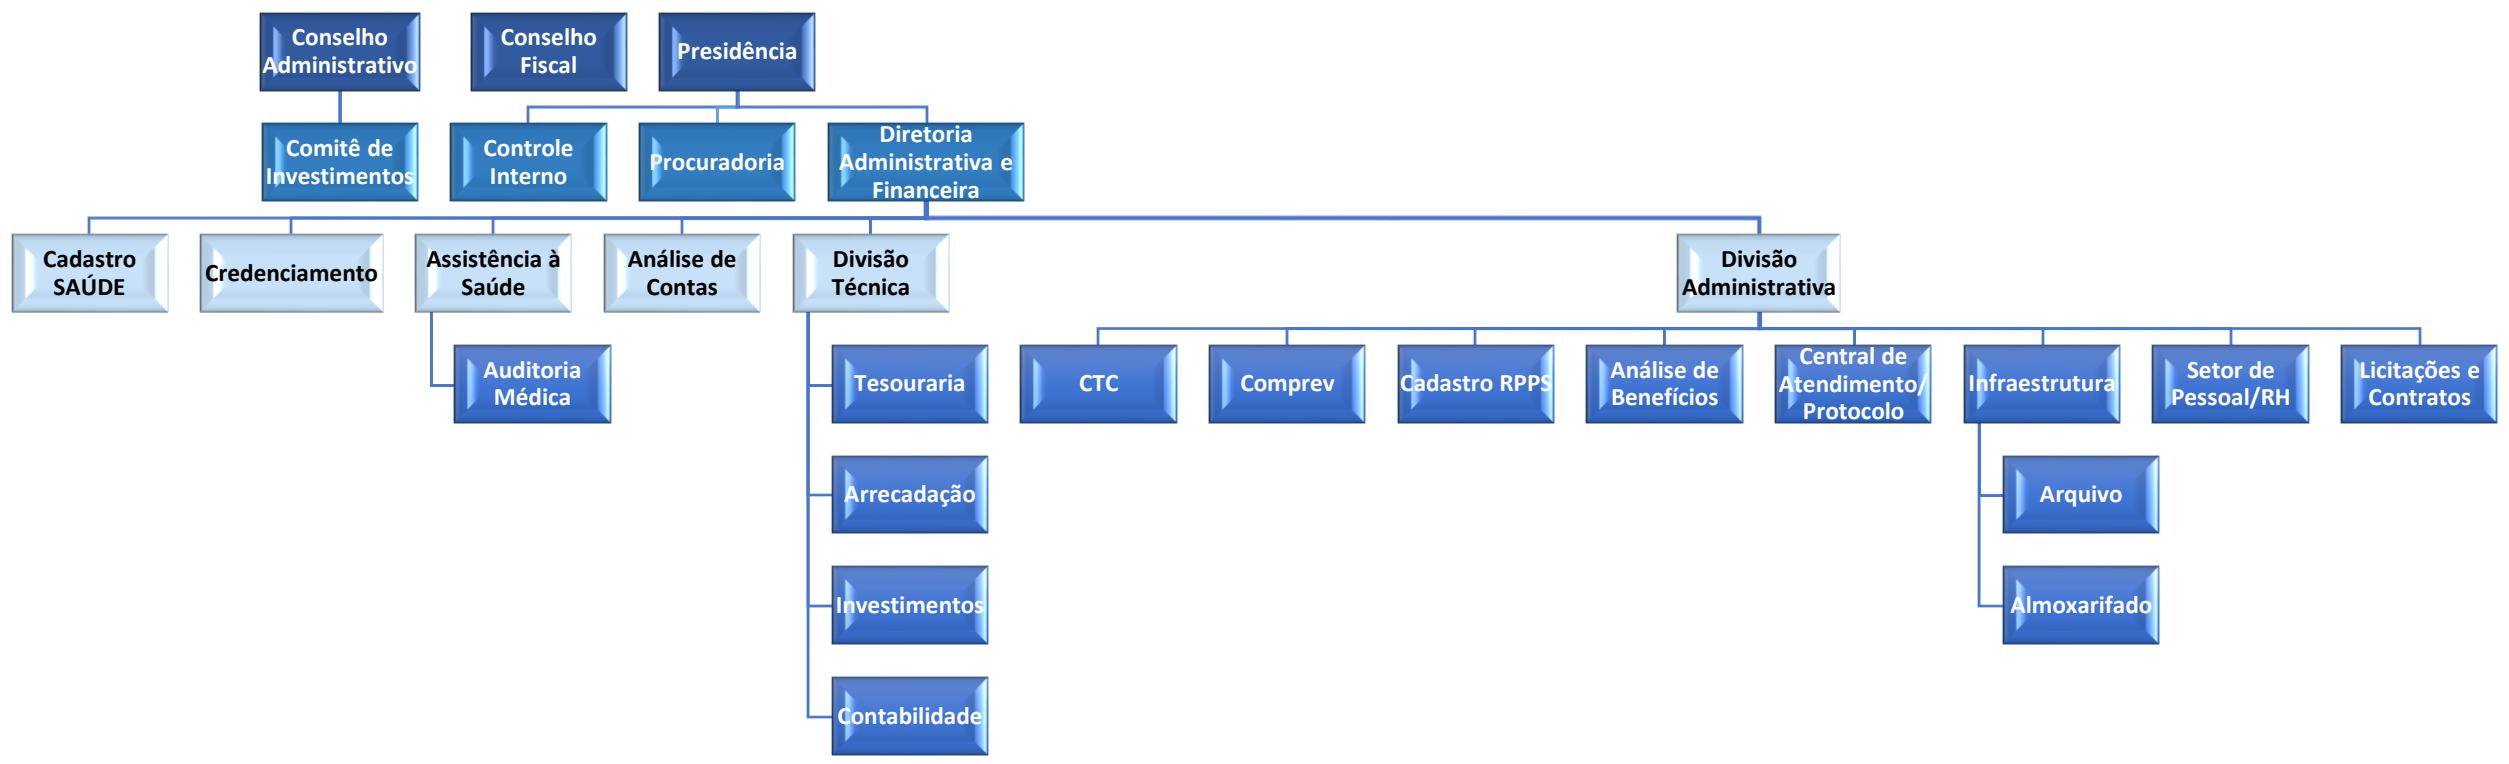 Conselho
Administrativo
Conselho
Fiscal
Presidência
Comitê de
Investimentos
Controle
Interno
Procuradoria
Diretoria
Administrativa e
Financeira
Cadastro
SAÚDE
Credenciamento
Assistência à
Saúde
Análise de
Contas
Divisão
Técnica
Divisão
Administrativa
Auditoria
Médica
Tesouraria
CTC
Comprev
Cadastro RPPS
Análise de
Benefícios
Central de
Atendimento/
Protocolo
Infraestrutura
Setor de
Pessoal/RH
Licitações e
Contratos
Arrecadação
Arquivo
Investimentos
Almoxarifado
Contabilidade